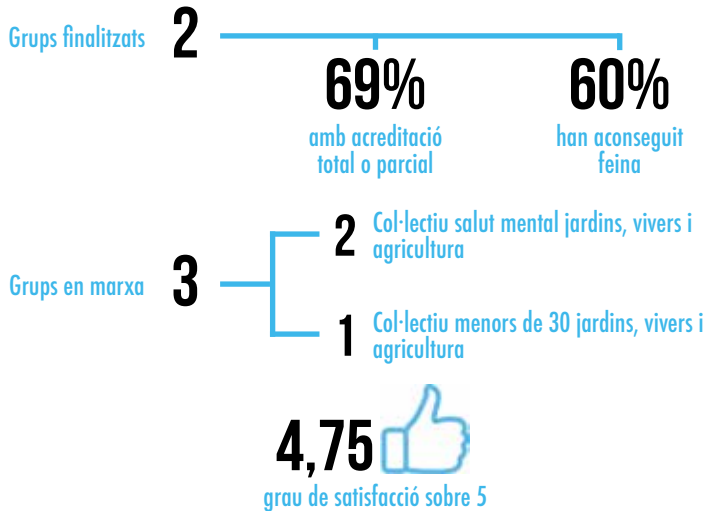 Grups finalitzats 2
69% 60%
amb acreditació han aconseguit
total o parcial feina
2 Col·lectiu salut mental jardins, vivers i
agricultura
Grups en marxa 3
1 Col·lectiu menors de 30 jardins, vivers i
agricultura
4,75
grau de satisfacció sobre 5